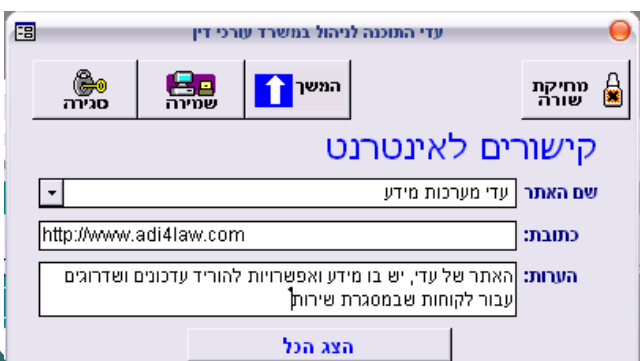 עדי התוכנה לניהול במשרד עורכי דין
מחיקת שורה
המשך
שמירה
סגירה
קישורים לאינטרנט
שם האתר עדי מערכות מידע
כתובת: http://www.adi4law.com
הערות: האתר של עדי, יש בו מידע ואפשרויות להוריד עדכונים ושדרוגים
עבור לקוחות שבמסגרת שירות
הצג הכל